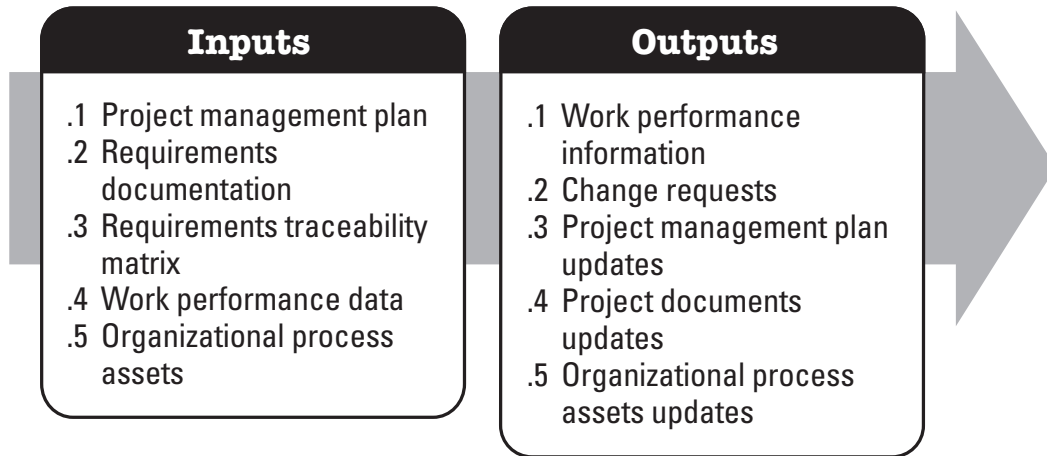 Inputs
.1 Project management plan
.2 Requirements
documentation
.3 Requirements traceability
matrix
.4 Work performance data
.5 Organizational process
assets
Outputs
.1 Work performance
information
.2 Change requests
.3 Project management plan
updates
.4 Project documents
updates
.5 Organizational process
assets updates